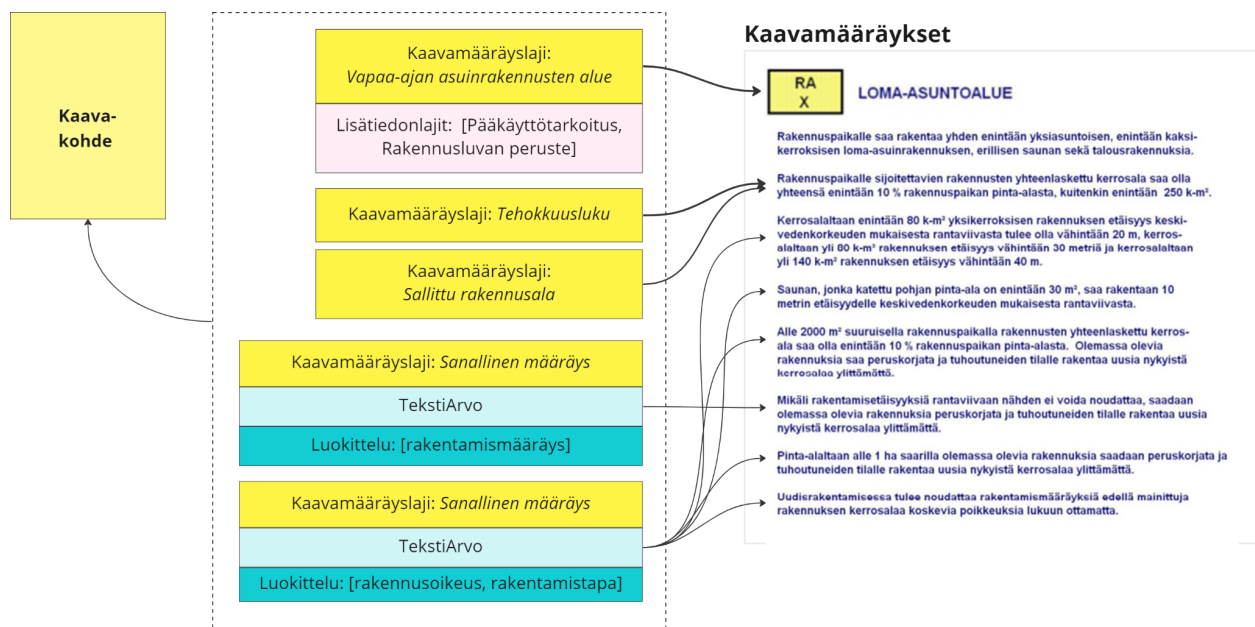 Kaava-
kohde
Kaavamääräyslaji:
Vapaa-ajan asuinrakennusten alue
Lisätiedonlajit: [Pääkäyttötarkoitus,
Rakennusluvan peruste]
Kaavamääräyslaji: Tehokkuusluku
Kaavamääräyslaji:
Sallittu rakennusala
Kaavamääräyslaji: Sanallinen määräys
TekstiArvo
Luokittelu: [rakentamismääräys]
Kaavamääräyslaji: Sanallinen määräys
TekstiArvo
Luokittelu: [rakennusoikeus, rakentamistapa]
Kaavamääräykset
RA
X
LOMA-ASUNTOALUE
Rakennuspaikalle saa rakentaa yhden enintään yksiasuntoisen, enintään kaksi-
kerroksisen loma-asuinrakennuksen, erillisen saunan sekä talousrakennuksia.
Rakennuspaikalle sijoitettavien rakennusten yhteenlaskettu kerrosala saa olla
yhteensä enintään 10 % rakennuspaikan pinta-alasta, kuitenkin enintään 250 k-m².
Kerrosalaltaan enintään 80 k-m² yksikerroksisen rakennuksen etäisyys keski-
vedenkorkeuden mukaisesta rantaviivasta tulee olla vähintään 20 m, kerros-
alaltaan yli 80 k-m² rakennuksen etäisyys vähintään 30 metriä ja kerrosalaltaan
yli 140 k-m² rakennuksen etäisyys vähintään 40 m.
Saunan, jonka katettu pohjan pinta-ala on enintään 30 m², saa rakentaan 10
metrin etäisyydelle keskivedenkorkeuden mukaisesta rantaviivasta.
Alle 2000 m² suuruisella rakennuspaikalla rakennusten yhteenlaskettu kerros-
ala saa olla enintään 10 % rakennuspaikan pinta-alasta. Olemassa olevia
rakennuksia saa peruskorjata ja tuhoutuneiden tilalle rakentaa uusia nykyistä
kerrosalaa ylittämättä.
Mikäli rakentamisetäisyyksiä rantaviivaan nähden ei voida noudattaa, saadaan
olemassa olevia rakennuksia peruskorjata ja tuhoutuneiden tilalle rakentaa uusia
nykyistä kerrosalaa ylittämättä.
Pinta-alaltaan alle 1 ha saarilla olemassa olevia rakennuksia saadaan peruskorjata ja
tuhoutuneiden tilalle rakentaa uusia nykyistä kerrosalaa ylittämättä.
Uudisrakentamisessa tulee noudattaa rakentamismääräyksiä edellä mainittuja
rakennuksen kerrosalaa koskevia poikkeuksia lukuun ottamatta.